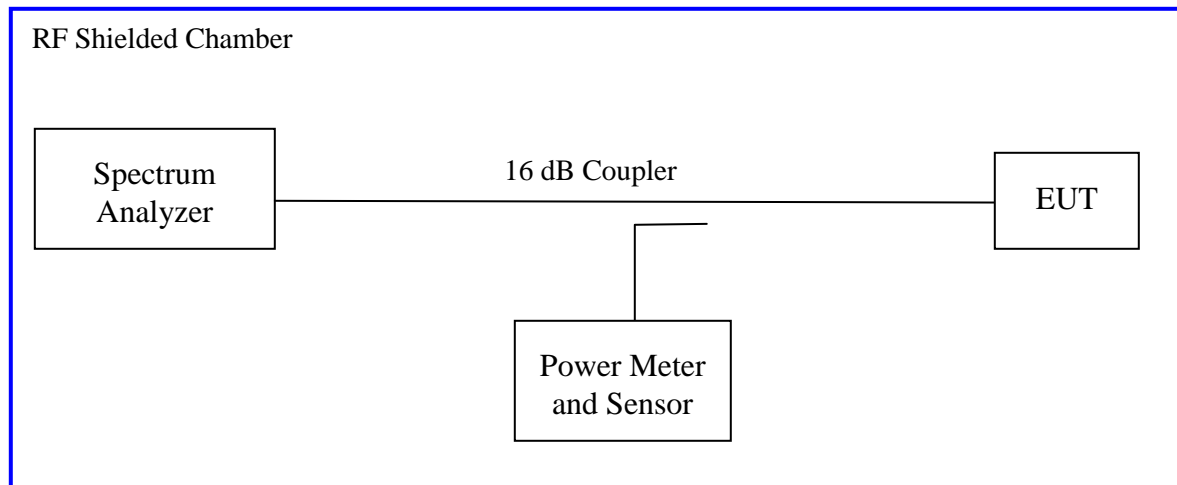 RF Shielded Chamber
Spectrum
Analyzer
16 dB Coupler
EUT
Power Meter
and Sensor